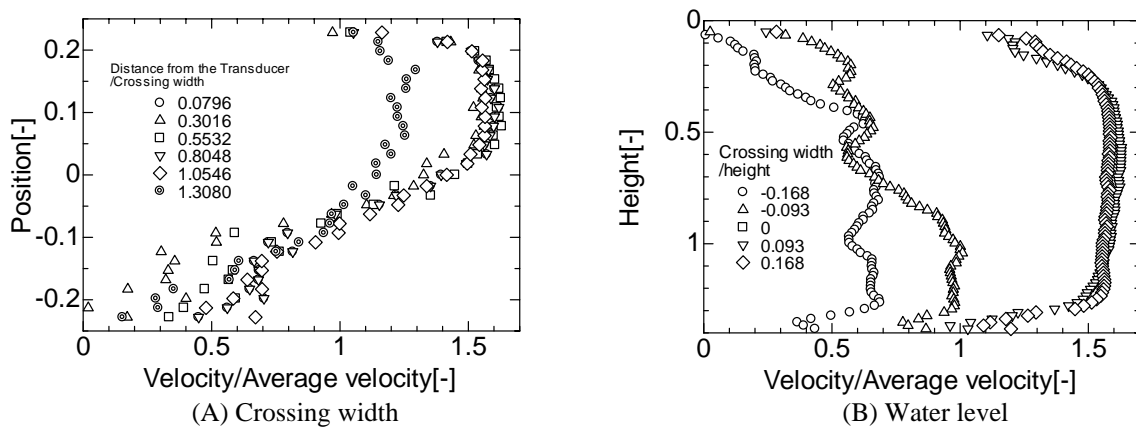 0.2
0.1
0
-0.1
-0.2
Position[-]
Distance from the Transducer
/Crossing width
0.0796
0.3016
0.5532
0.8048
1.0546
1.3080
0 0.5 1 1.5
Velocity/Average velocity[-]
(A) Crossing width
0
0.5
1
Height[-]
Crossing width
/height
-0.168
-0.093
0
0.093
0.168
0 0.5 1 1.5
Velocity/Average velocity[-]
(B) Water level